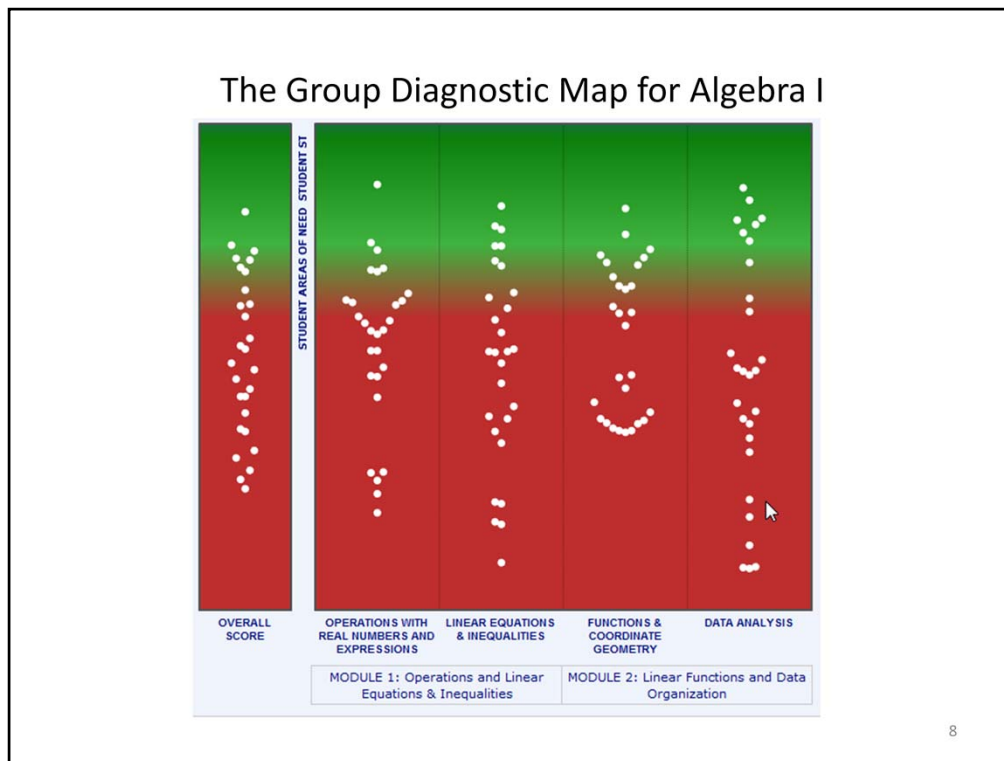 The Group Diagnostic Map for Algebra I
STUDENT AREAS OF NEED STUDENT ST
OVERALL
SCORE
OPERATIONS WITH
REAL NUMBERS AND
EXPRESSIONS
LINEAR EQUATIONS
& INEQUALITIES
FUNCTIONS &
COORDINATE
GEOMETRY
DATA ANALYSIS
MODULE 1: Operations and Linear
Equations & Inequalities
MODULE 2: Linear Functions and Data
Organization
8